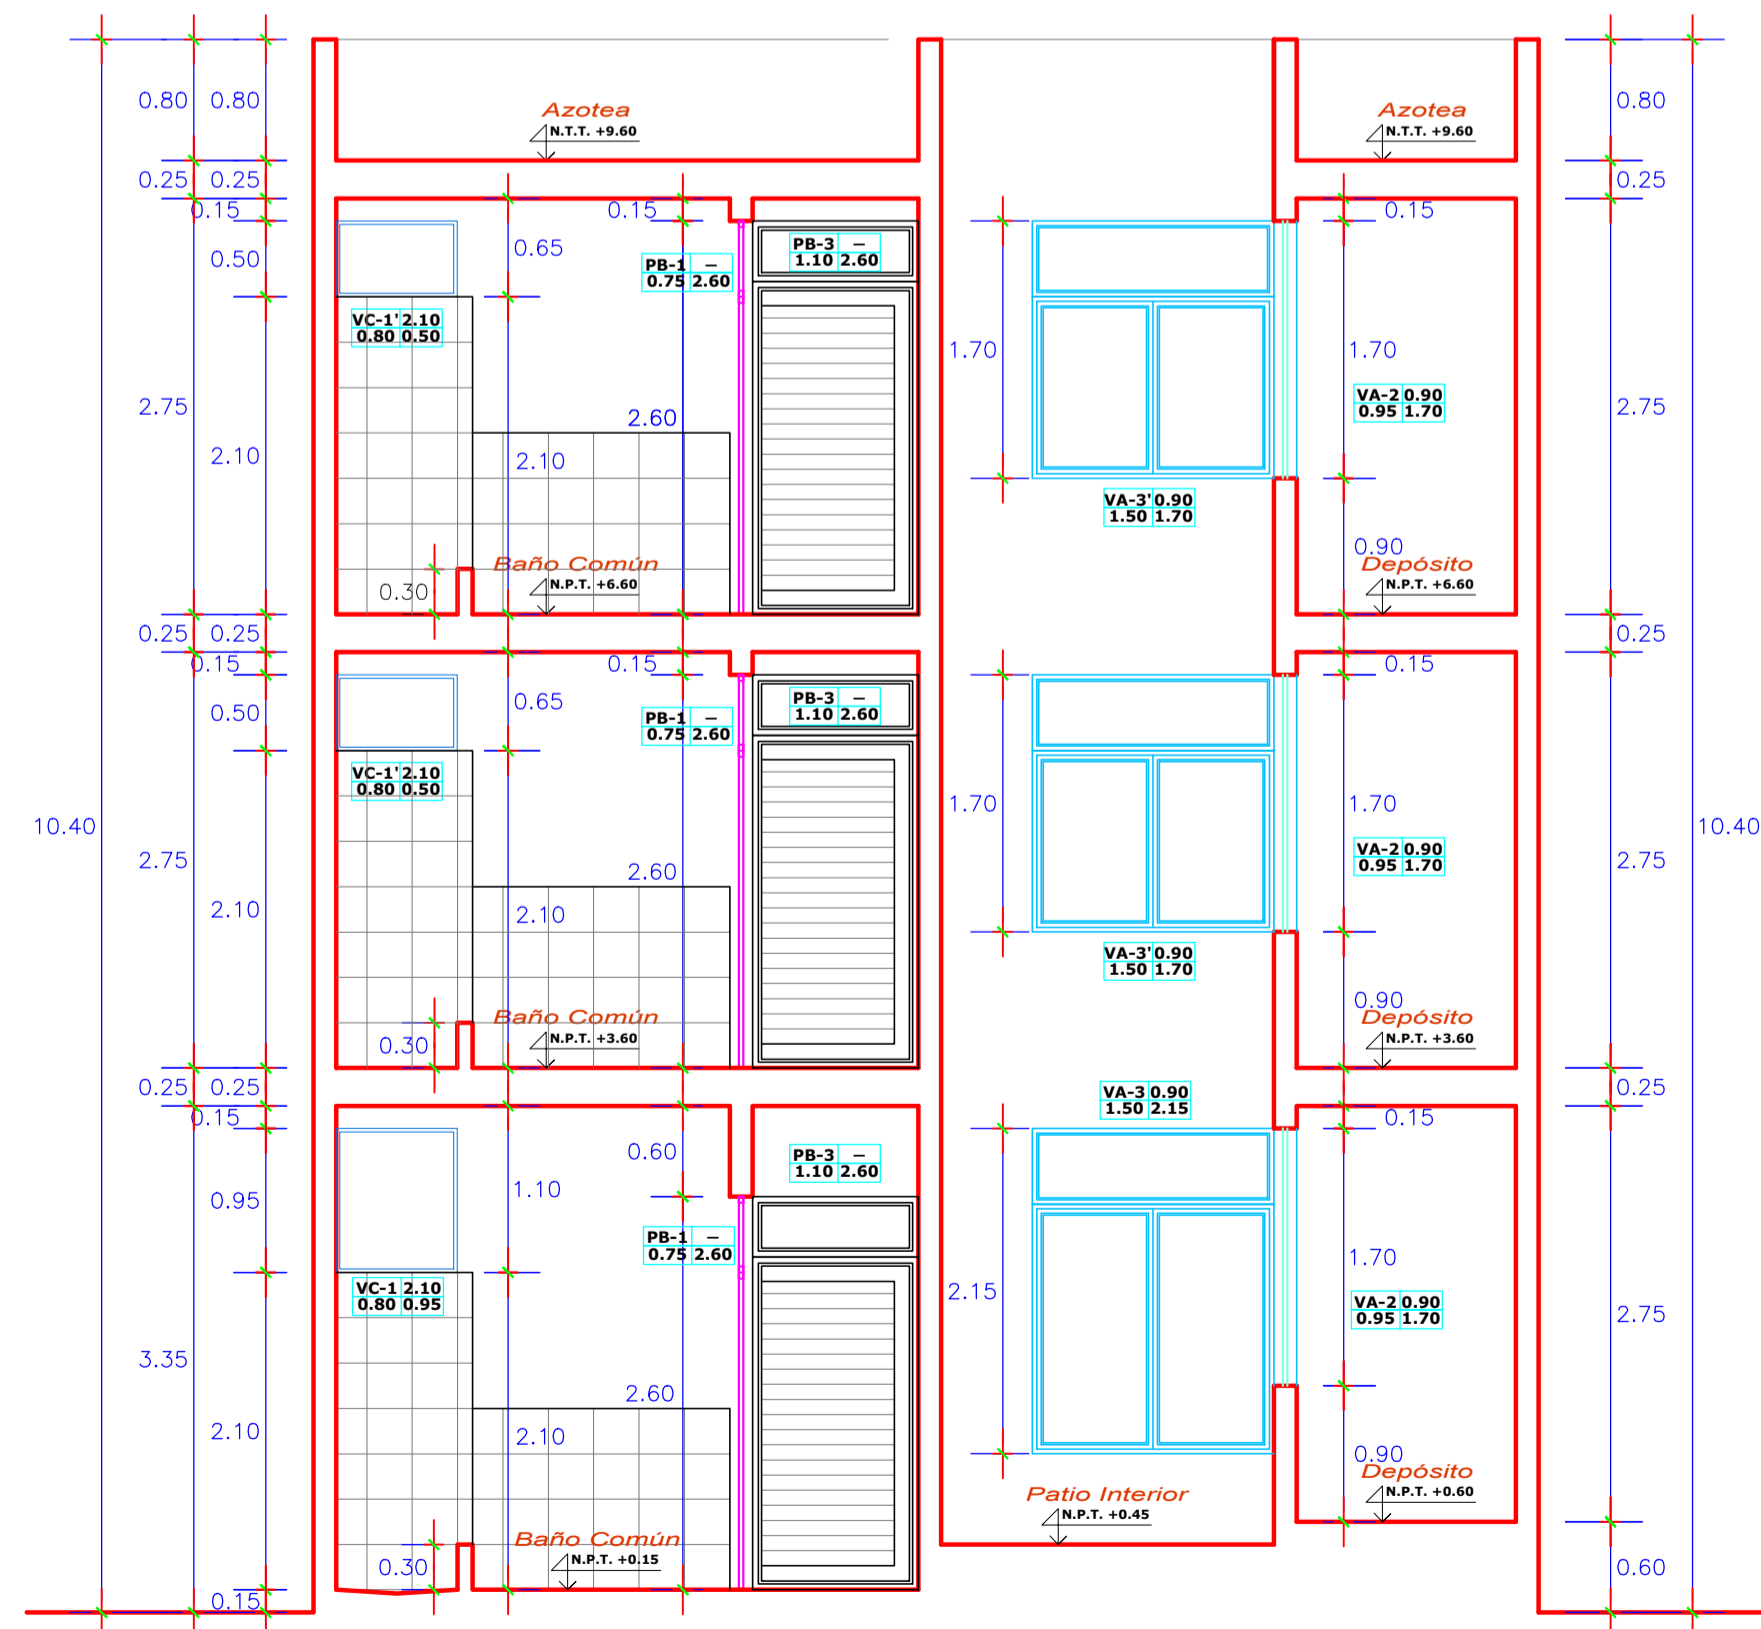 0.80 0.80 Azotea Azotea 0.80
N.T.T. +9.60 N.T.T. +9.60
0.25 0.25 0.25
0.15 0.15 0.15
0.50 0.65 PB-3 – 1.10 2.60
PB-1 – 0.75 2.60
VC-1' 2.10
0.80 0.50
1.70 1.70
2.75 2.60 VA-2 0.90 2.75
0.95 1.70
2.10 2.10
VA-3' 0.90
1.50 1.70
0.90
Baño Común Depósito
0.30 N.P.T. +6.60 N.P.T. +6.60
0.25 0.25 0.25
0.15 0.15 0.15
0.50 0.65 PB-3 – 1.10 2.60
PB-1 – 0.75 2.60
VC-1' 2.10
0.80 0.50
1.70 1.70
10.40 10.40
2.75 2.60 VA-2 0.90 2.75
0.95 1.70
2.10 2.10
VA-3' 0.90
1.50 1.70
0.90
Baño Común Depósito
0.30 N.P.T. +3.60 N.P.T. +3.60
0.25 0.25 VA-3 0.90 0.25
1.50 2.15
0.15 0.15
0.60 PB-3 –
1.10 2.60
0.95 1.10
PB-1 –
0.75 2.60
1.70
VC-1 2.10
0.80 0.95
2.15
VA-2 0.90
0.95 1.70
2.75
3.35
2.60
2.10 2.10
0.90
Depósito
Patio Interior N.P.T. +0.60
N.P.T. +0.45
Baño Común
0.30 N.P.T. +0.15 0.60
0.15